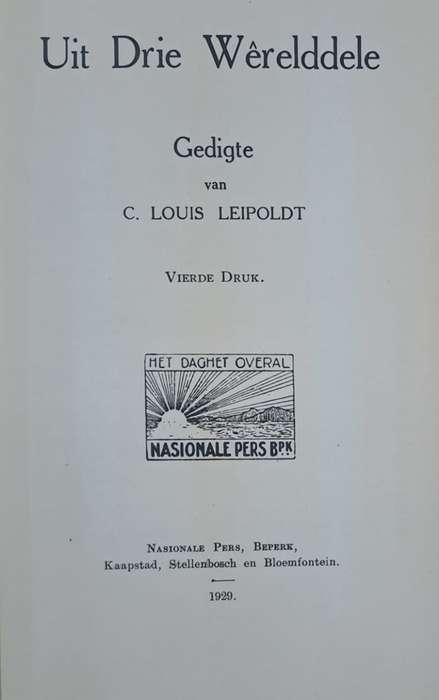 Uit Drie Wêrelddele
Gedigte
van
C. LOUIS LEIPOLDT
VIERDE DRUK.
HET DAGHET OVERAL
NASIONALE PERS BPK
NASIONALE PERS, BEPERK,
Kaapstad, Stellenbosch en Bloemfontein.
1929.